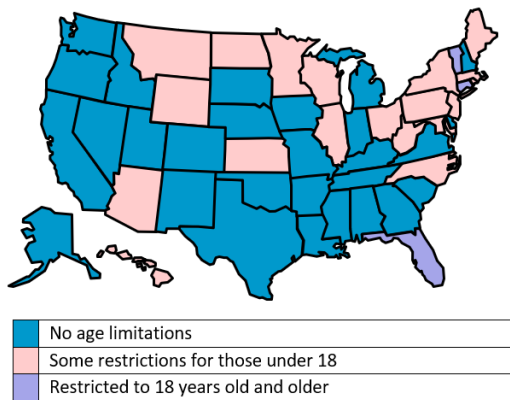 No age limitations
Some restrictions for those under 18
Restricted to 18 years old and older